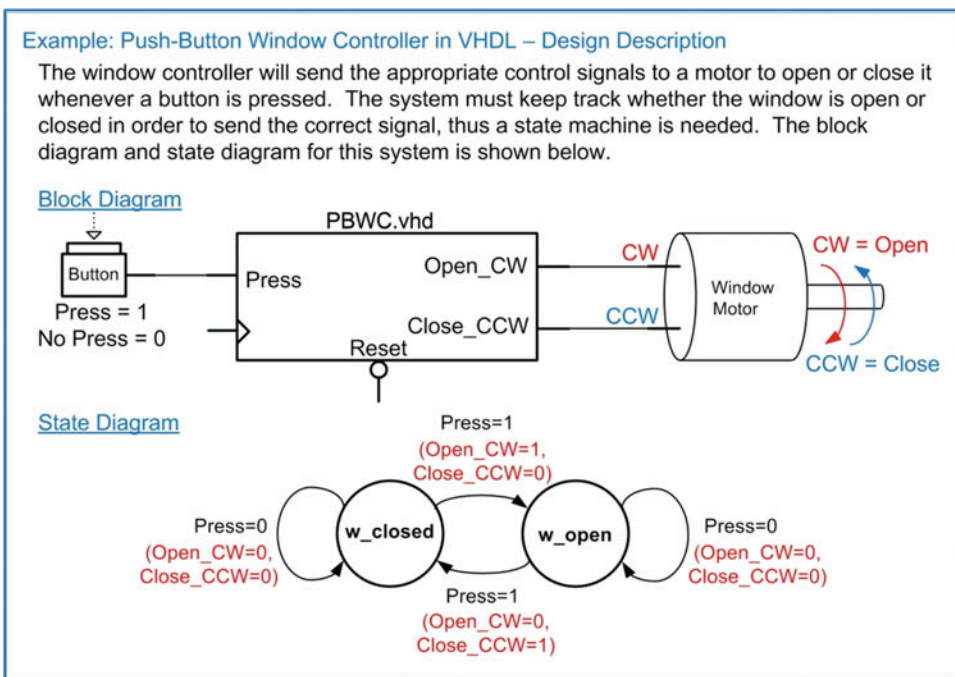 Example: Push-Button Window Controller in VHDL – Design Description
The window controller will send the appropriate control signals to a motor to open or close it
whenever a button is pressed. The system must keep track whether the window is open or
closed in order to send the correct signal, thus a state machine is needed. The block
diagram and state diagram for this system is shown below.
Block Diagram
PBWC.vhd
Button
Press = 1
No Press = 0
Press
Open_CW
Close_CCW
Reset
CW
CCW
Window
Motor
CW = Open
CCW = Close
State Diagram
Press=1
(Open_CW=1,
Close_CCW=0)
Press=0
(Open_CW=0,
Close_CCW=0)
w_closed
w_open
Press=0
(Open_CW=0,
Close_CCW=0)
Press=1
(Open_CW=0,
Close_CCW=1)